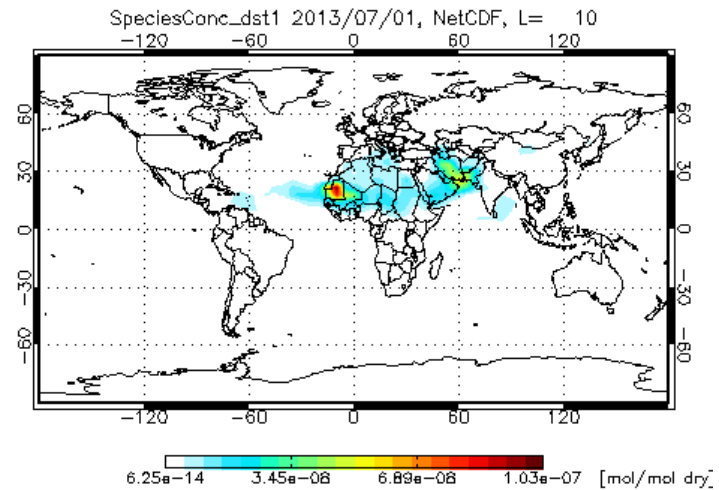 SpeciesConc_dst1 2013/07/01, NetCDF, L= 10
-120 -60 0 60 120
60 60
30 30
0 0
-30 -30
-60 -60
-120 -60 0 60 120
6.25e-14 3.45e-08 6.89e-08 1.03e-07 [mol/mol dry]